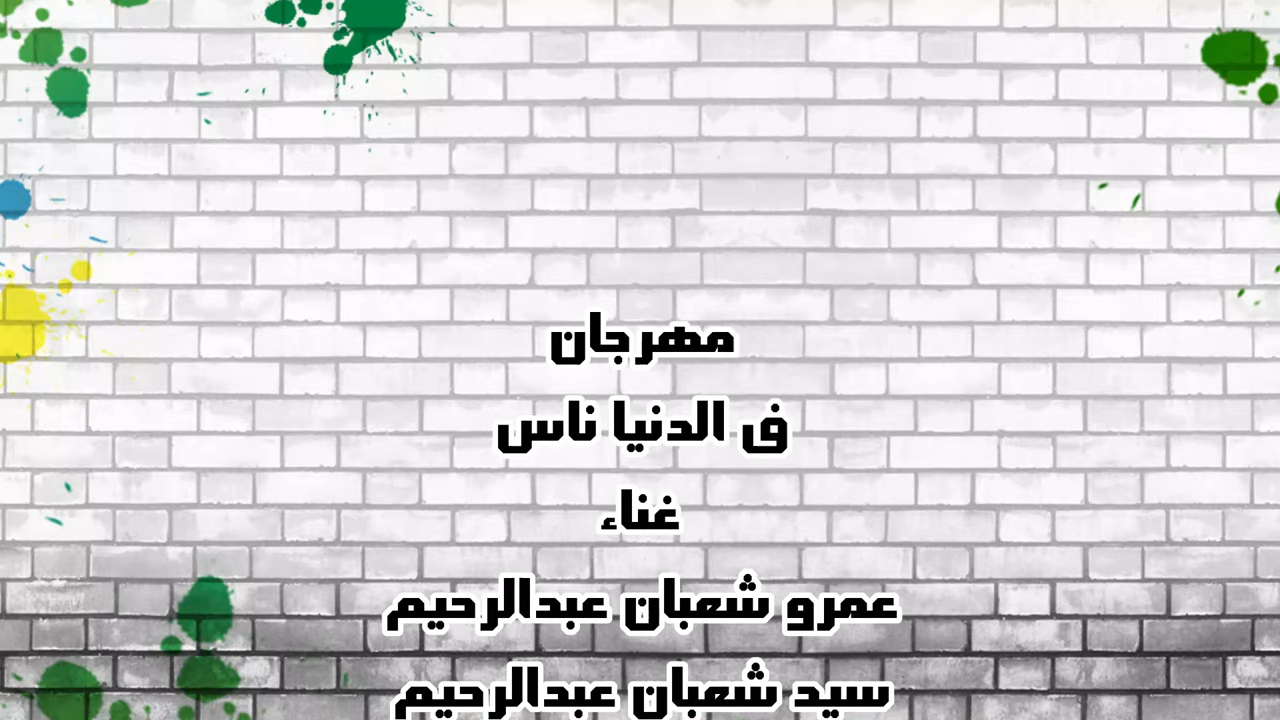 مهرجان
ف الدنيا ناس
غناء
عمرو شعبان عبدالرحيم
سيد شعبان عبدالرحيم